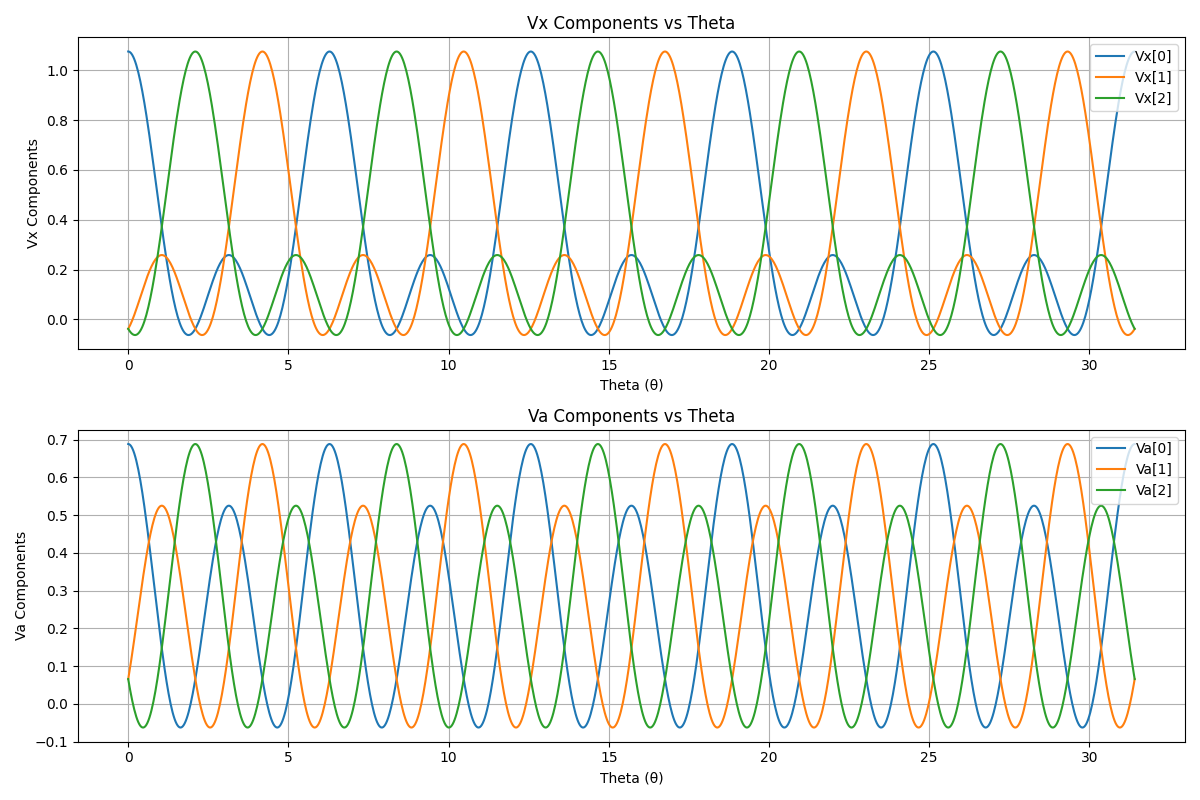 Vx Components vs Theta
Vx Components
1.0
0.8
0.6
0.4
0.2
0.0
Vx[0]
Vx[1]
Vx[2]
0 5 10 15 20 25 30
Theta (θ)
Va Components vs Theta
Va Components
0.7
0.6
0.5
0.4
0.3
0.2
0.1
0.0
−0.1
Va[0]
Va[1]
Va[2]
0 5 10 15 20 25 30
Theta (θ)